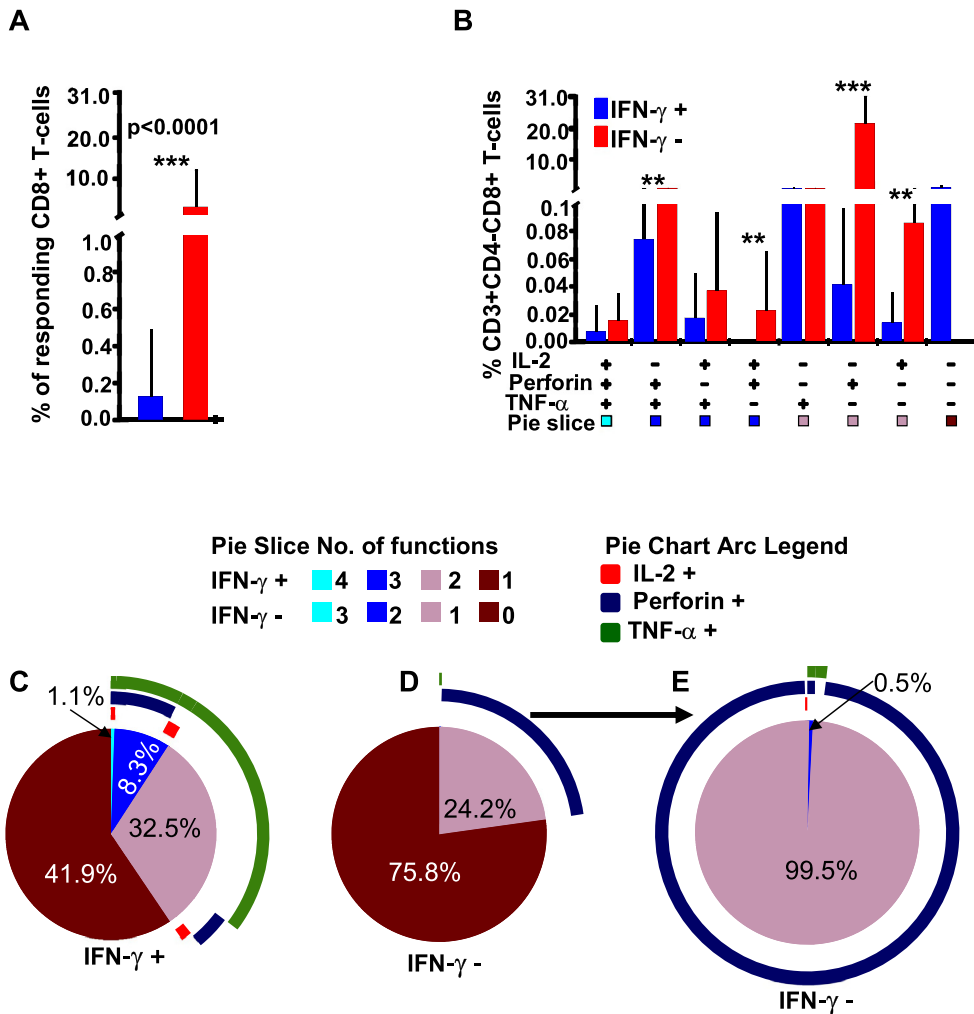 A
B
% of responding CD8+ T-cells
31.0
20.0
10.0
1.0
0.8
0.6
0.4
0.2
0.0
p<0.0001
***
% CD3+CD4-CD8+ T-cells
31.0
20.0
10.0
0.1
0.08
0.06
0.04
0.02
0.00
IFN-γ +
IFN-γ -
** ** *** **
IL-2 + - + + - - + -
Perforin + + - + - + - -
TNF-α + + + - + - - -
Pie slice
Pie Slice No. of functions
IFN-γ + 4 3 2 1
IFN-γ - 3 2 1 0
Pie Chart Arc Legend
IL-2 +
Perforin +
TNF-α +
C
1.1%
8.3%
32.5%
41.9%
IFN-γ +
D
24.2%
75.8%
IFN-γ -
E
0.5%
99.5%
IFN-γ -